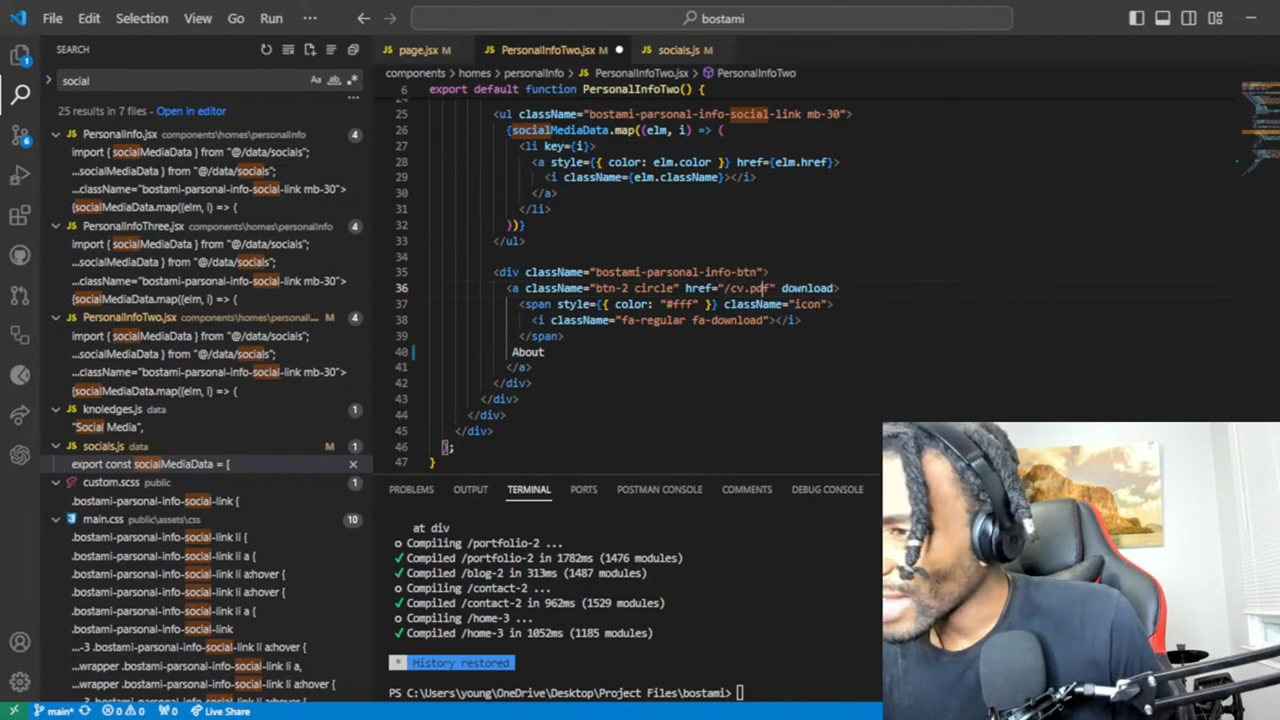 File Edit Selection View Go Run ···
bostami
SEARCH
page.jsx M
PersonalInfoTwo.jsx M
socials.js M
components > homes > personalInfo > PersonalInfoTwo.jsx > PersonalInfoTwo
social
Aa ab .*
25 results in 7 files - Open in editor
PersonalInfo.jsx components\homes\personalInfo 4
import { socialMediaData } from "@/data/socials";
...socialMediaData } from "@/data/socials";
...className="bostami-parsonal-info-social-link mb-30">
{socialMediaData.map((elm, i) => (
PersonalInfoThree.jsx components\homes\personalInfo 4
import { socialMediaData } from "@/data/socials";
...socialMediaData } from "@/data/socials";
...className="bostami-parsonal-info-social-link mb-30">
{socialMediaData.map((elm, i) => (
PersonalInfoTwo.jsx components\homes\personal... 4
import { socialMediaData } from "@/data/socials";
...socialMediaData } from "@/data/socials";
...className="bostami-parsonal-info-social-link mb-30">
{socialMediaData.map((elm, i) => (
knoledges.js data 1
"Social Media",
socials.js data M 1
export const socialMediaData = [
custom.scss public 1
.bostami-parsonal-info-social-link {
main.css public\assets\css 10
.bostami-parsonal-info-social-link li {
.bostami-parsonal-info-social-link li a {
.bostami-parsonal-info-social-link li a:hover {
.bostami-parsonal-info-social-link li a:hover {
.bostami-parsonal-info-social-link li a {
.bostami-parsonal-info-social-link
...-3 .bostami-parsonal-info-social-link li a:hover {
...wrapper .bostami-parsonal-info-social-link li a,
...wrapper .bostami-parsonal-info-social-link li a:hover {
6 export default function PersonalInfoTwo() {
25 <ul className="bostami-parsonal-info-social-link mb-30">
26 {socialMediaData.map((elm, i) => (
27 <li key={i}>
28 <a style={{ color: elm.color }} href={elm.href}>
29 <i className={elm.className}></i>
30 </a>
31 </li>
32 ))}
33 </ul>
34
35 <div className="bostami-parsonal-info-btn">
36 <a className="btn-2 circle" href="/cv.pdf" download>
37 <span style={{ color: "#fff" }} className="icon">
38 <i className="fa-regular fa-download"></i>
39 </span>
40 About
41 </a>
42 </div>
43 </div>
44 </div>
45 </div>
46 );
47 }
PROBLEMS OUTPUT TERMINAL PORTS POSTMAN CONSOLE COMMENTS DEBUG CONSOLE
at div
○ Compiling /portfolio-2 ...
✓ Compiled /portfolio-2 in 1782ms (1476 modules)
✓ Compiled /blog-2 in 313ms (1487 modules)
○ Compiling /contact-2 ...
✓ Compiled /contact-2 in 962ms (1529 modules)
○ Compiling /home-3 ...
✓ Compiled /home-3 in 1052ms (1185 modules)
* History restored
PS C:\Users\young\OneDrive\Desktop\Project Files\bostami>
main* 0 0 0 Live Share